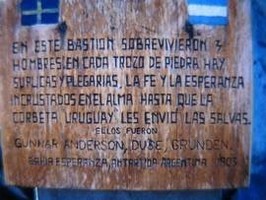 EN ESTE BASTION SOBREVIVIERON 3
HOMBRES. EN CADA TROZO DE PIEDRA HAY
SUPLICAS Y PLEGARIAS, LA FE Y LA ESPERANZA
INCRUSTADOS EN EL ALMA HASTA QUE LA
CORBETA URUGUAY LES ENVIO LAS SALVAS.
ELLOS FUERON
GUNNAR ANDERSON, DUSE, GRUNDEN.
BAHIA ESPERANZA, ANTARTIDA ARGENTINA 1903